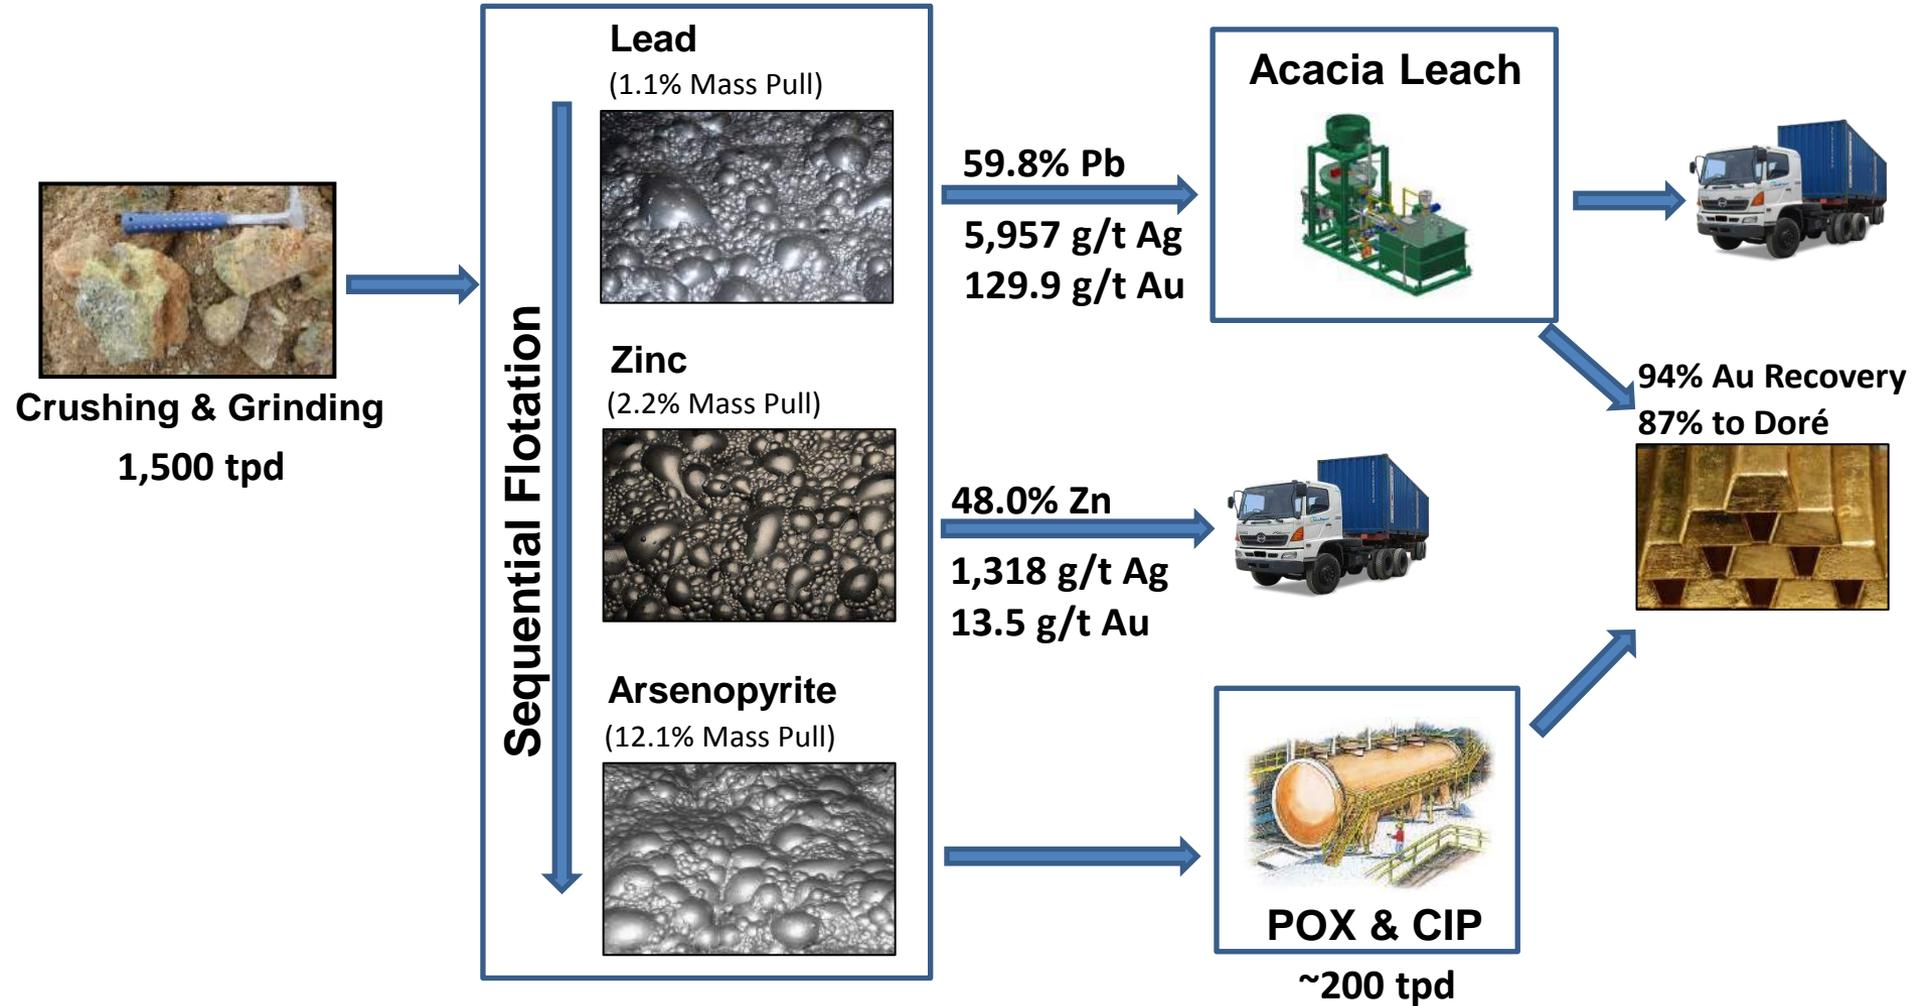 Crushing & Grinding
1,500 tpd
Sequential Flotation
Lead
(1.1% Mass Pull)
Zinc
(2.2% Mass Pull)
Arsenopyrite
(12.1% Mass Pull)
59.8% Pb
5,957 g/t Ag
129.9 g/t Au
48.0% Zn
1,318 g/t Ag
13.5 g/t Au
Acacia Leach
94% Au Recovery
87% to Doré
POX & CIP
~200 tpd